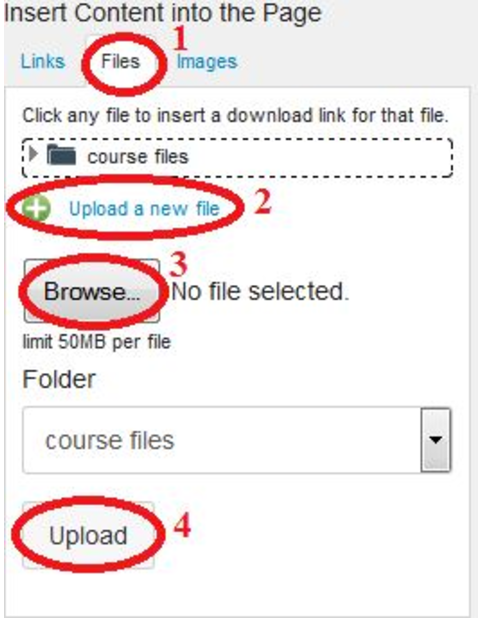 Insert Content into the Page
1
Links Files Images
Click any file to insert a download link for that file.
course files
Upload a new file 2
3
Browse... No file selected.
limit 50MB per file
Folder
course files
Upload 4